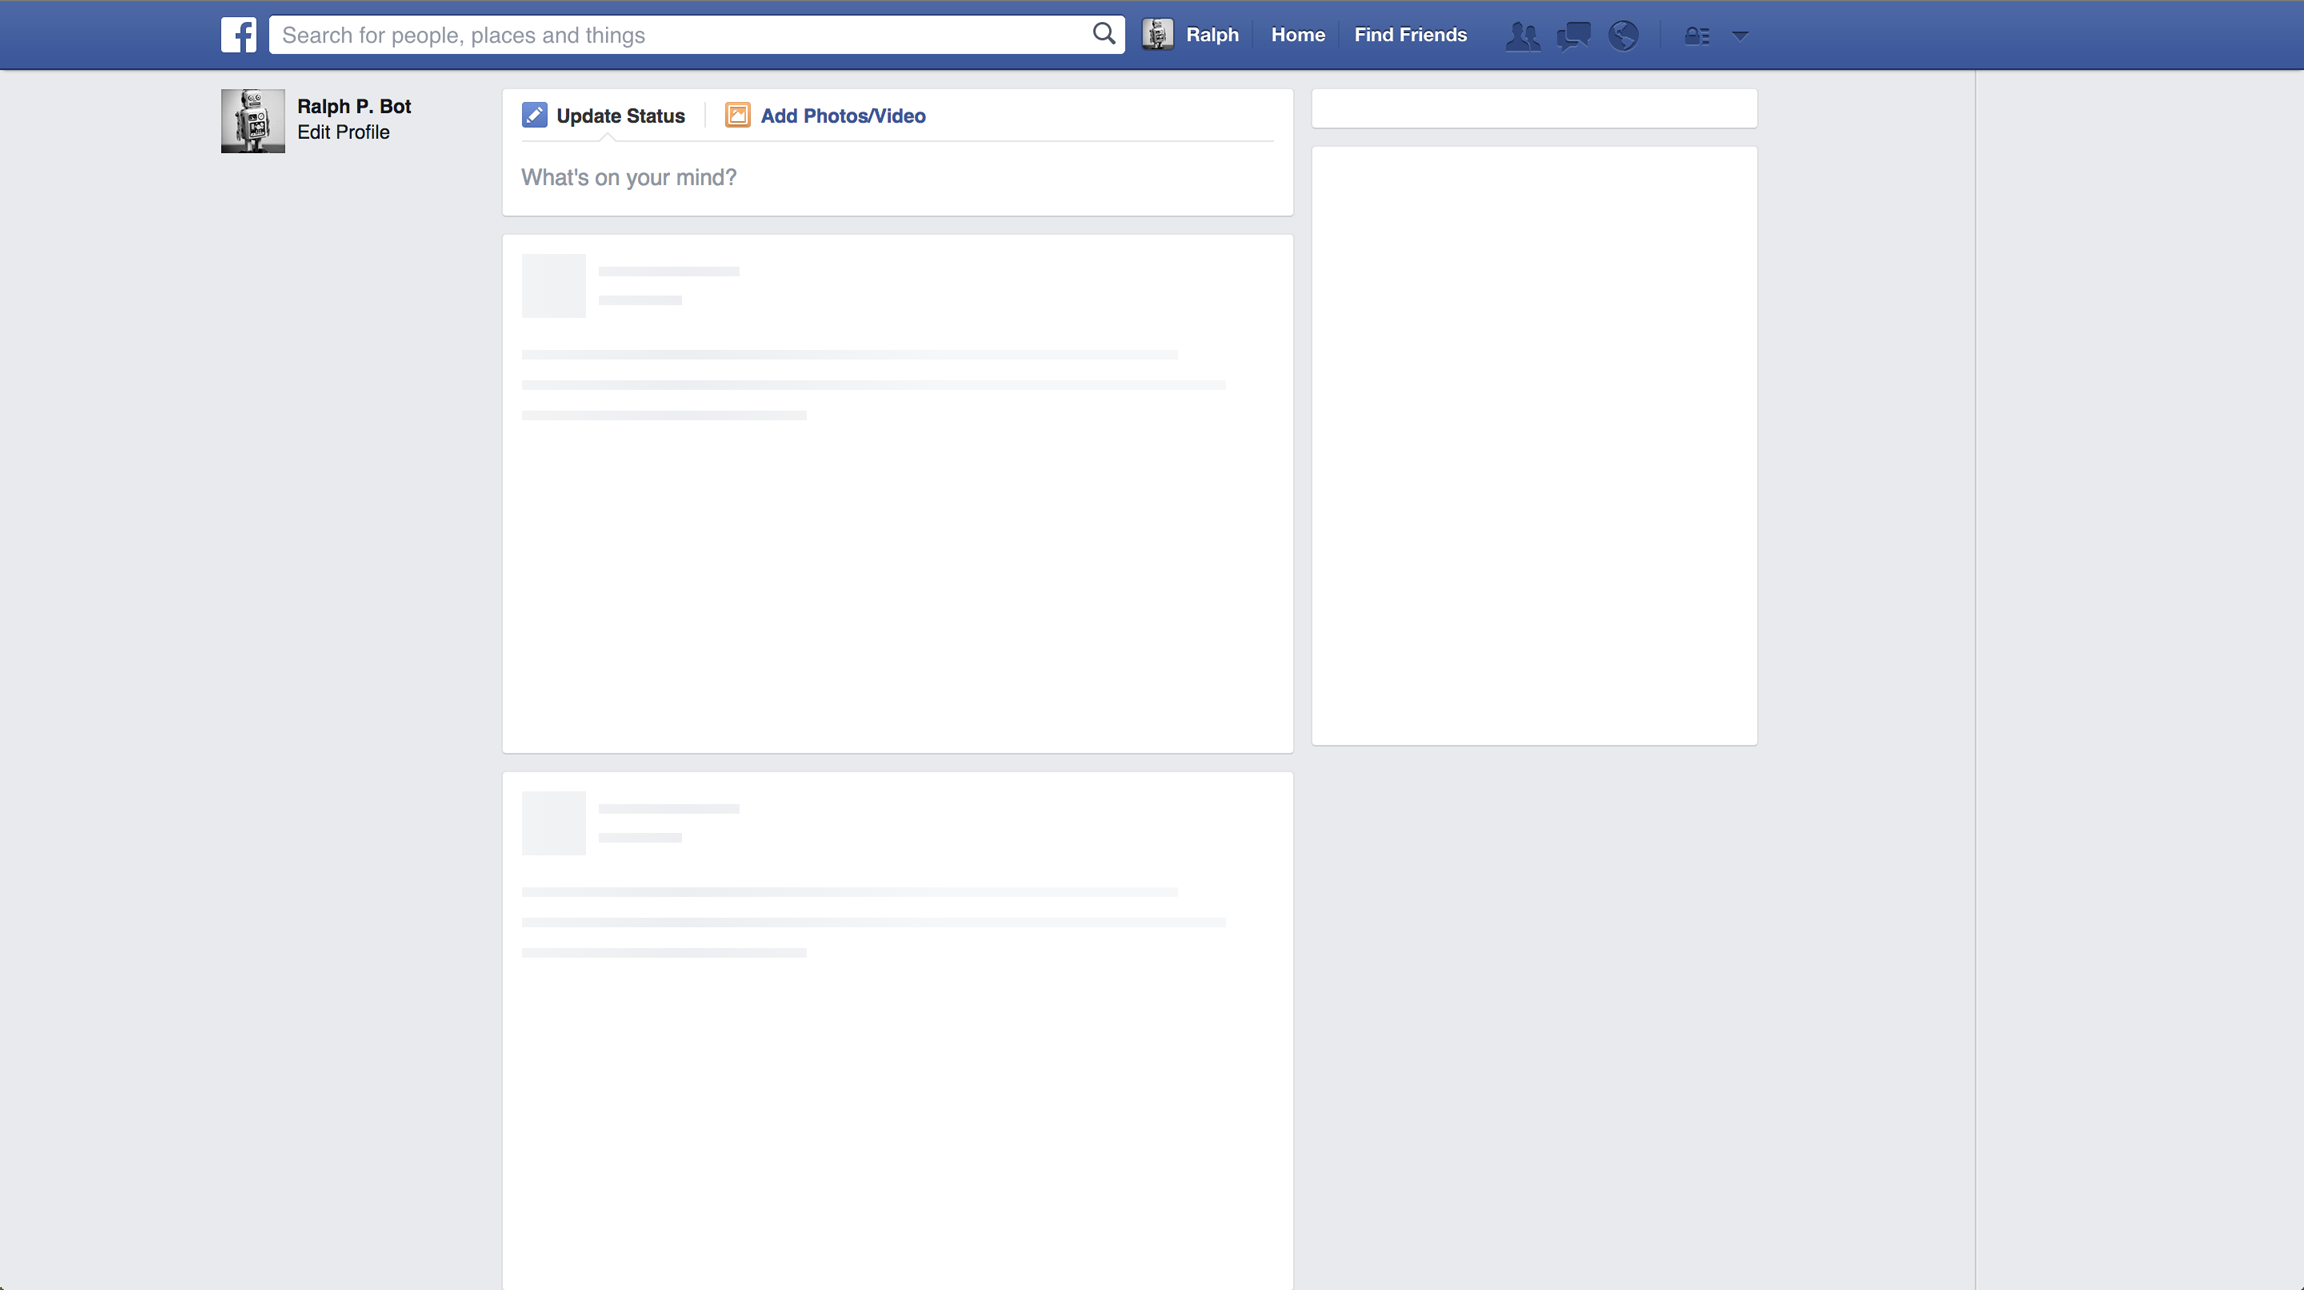 Search for people, places and things
Ralph
Home
Find Friends
Ralph P. Bot
Edit Profile
Update Status
Add Photos/Video
What's on your mind?